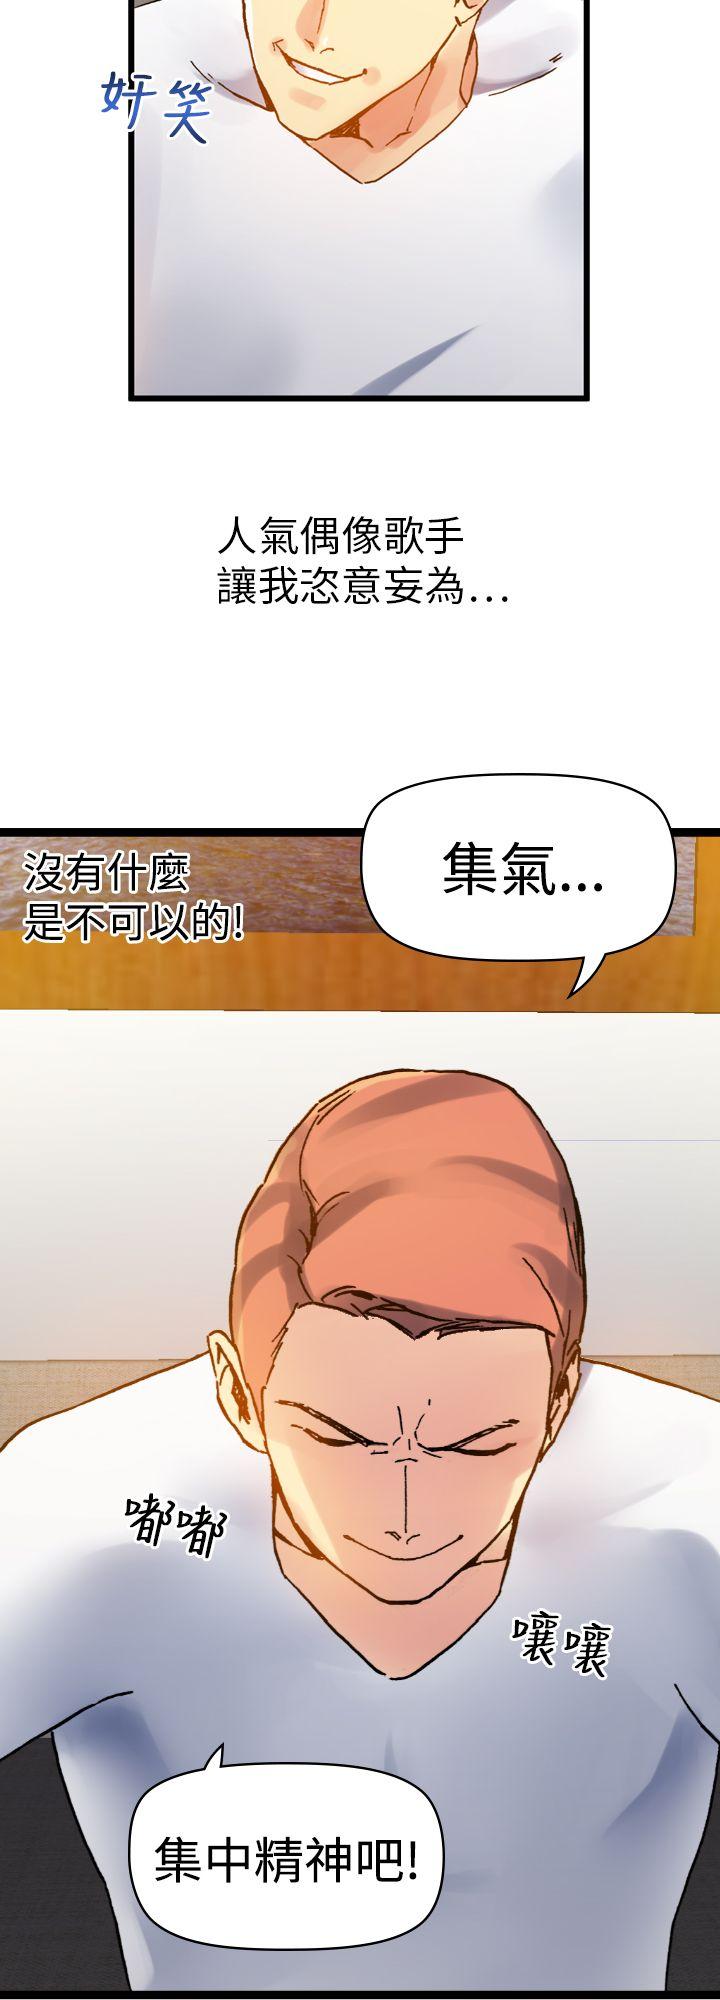 奸笑
人氣偶像歌手
讓我恣意妄為...
集氣...
沒有什麼
是不可以的!
嘟嘟
嚷嚷
集中精神吧!